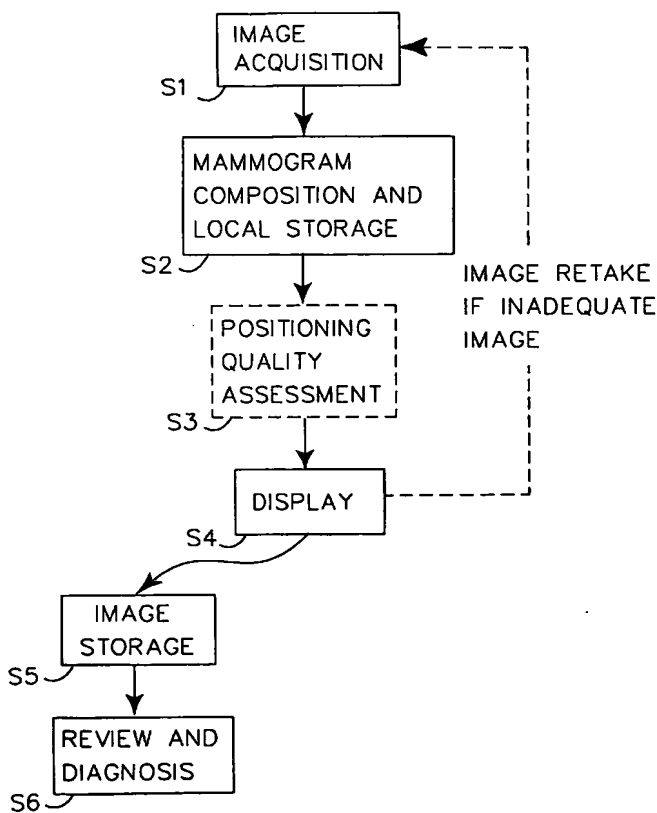 IMAGE
ACQUISITION
S1
MAMMOGRAM
COMPOSITION AND
LOCAL STORAGE
S2
IMAGE RETAKE
IF INADEQUATE
IMAGE
POSITIONING
QUALITY
ASSESSMENT
S3
DISPLAY
S4
IMAGE
STORAGE
S5
REVIEW AND
DIAGNOSIS
S6